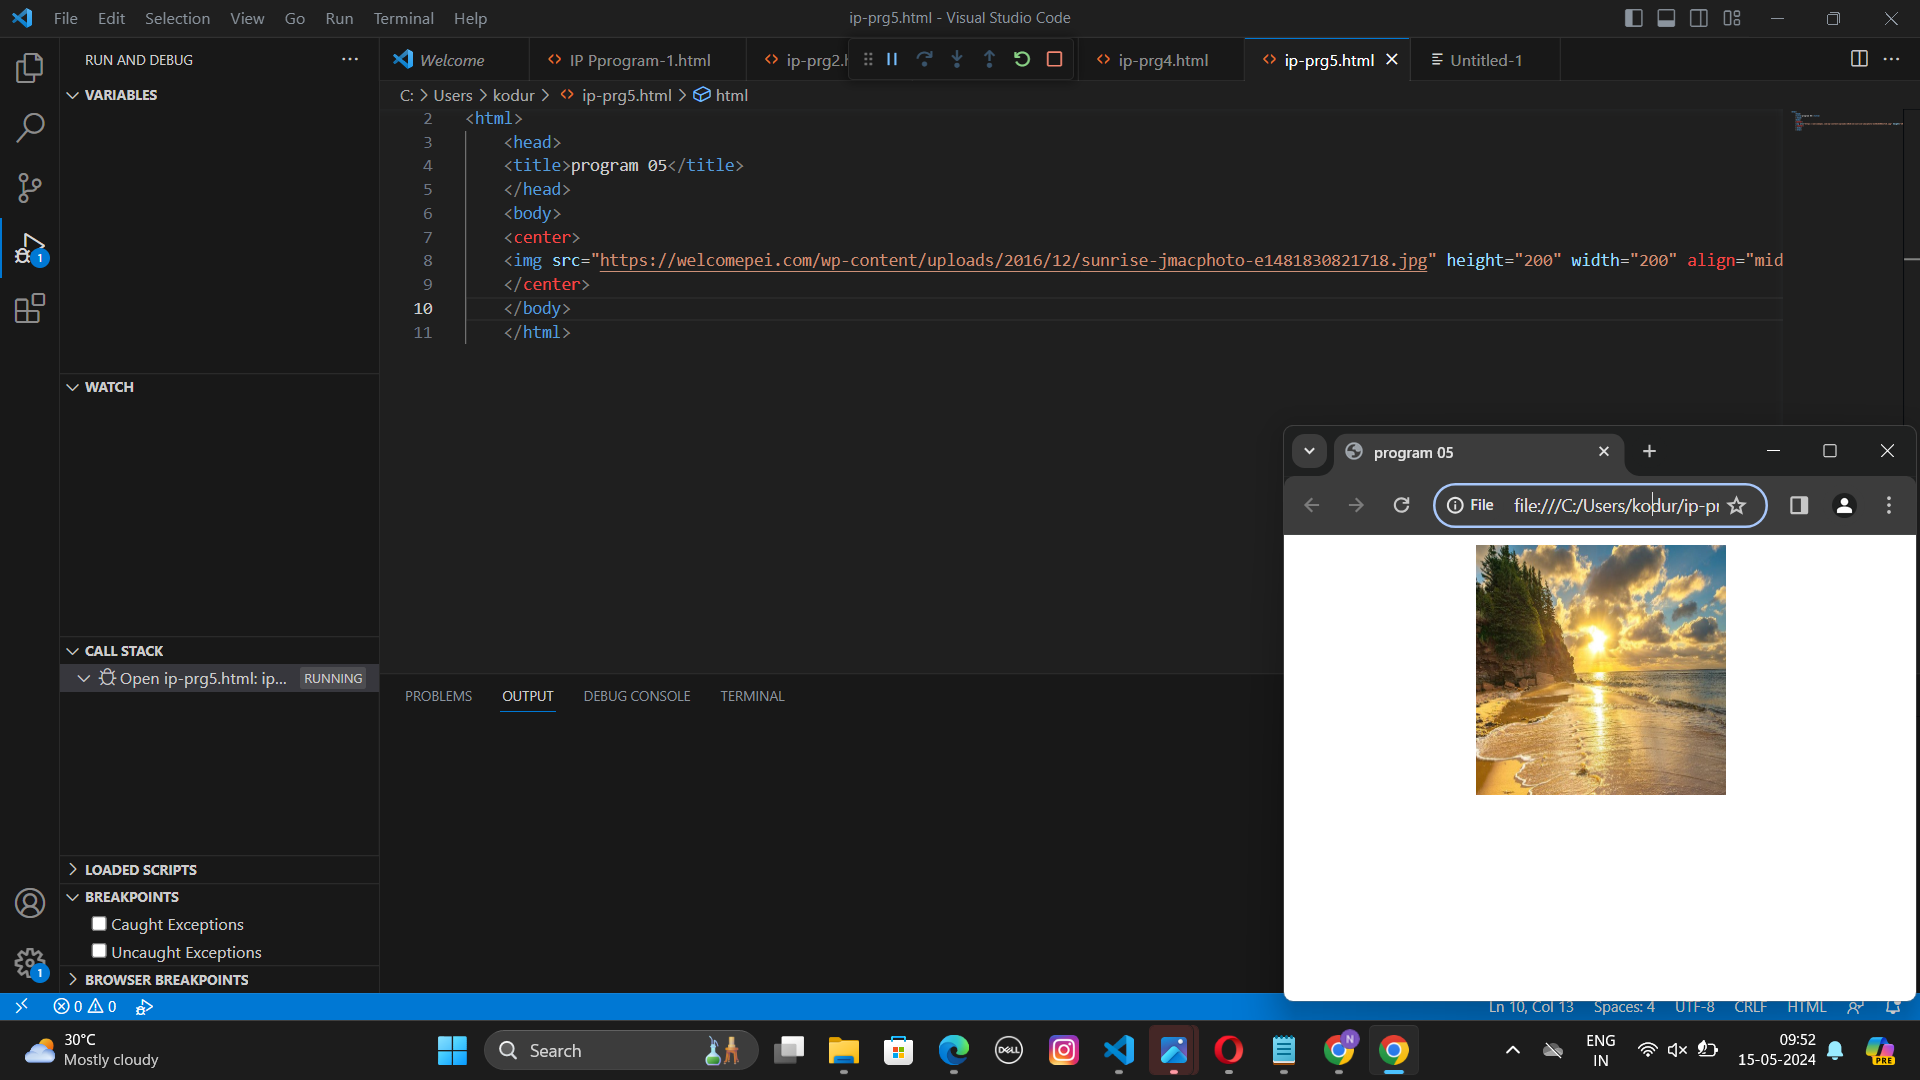 File Edit Selection View Go Run Terminal Help
ip-prg5.html - Visual Studio Code
RUN AND DEBUG
Welcome
IP Pprogram-1.html
ip-prg2.h
ip-prg4.html
ip-prg5.html
Untitled-1
VARIABLES
C: > Users > kodur > ip-prg5.html > html
2 <html>
3 <head>
4 <title>program 05</title>
5 </head>
6 <body>
7 <center>
8 <img src="https://welcomepei.com/wp-content/uploads/2016/12/sunrise-jmacphoto-e1481830821718.jpg" height="200" width="200" align="mid
9 </center>
10 </body>
11 </html>
WATCH
program 05
File file:///C:/Users/kodur/ip-pr
CALL STACK
Open ip-prg5.html: ip... RUNNING
PROBLEMS OUTPUT DEBUG CONSOLE TERMINAL
LOADED SCRIPTS
BREAKPOINTS
Caught Exceptions
Uncaught Exceptions
BROWSER BREAKPOINTS
1
1
0 0
Ln 10, Col 13 Spaces: 4 UTF-8 CRLF HTML
30°C
Mostly cloudy
Search
DELL
N
ENG
IN
09:52
15-05-2024
PRE